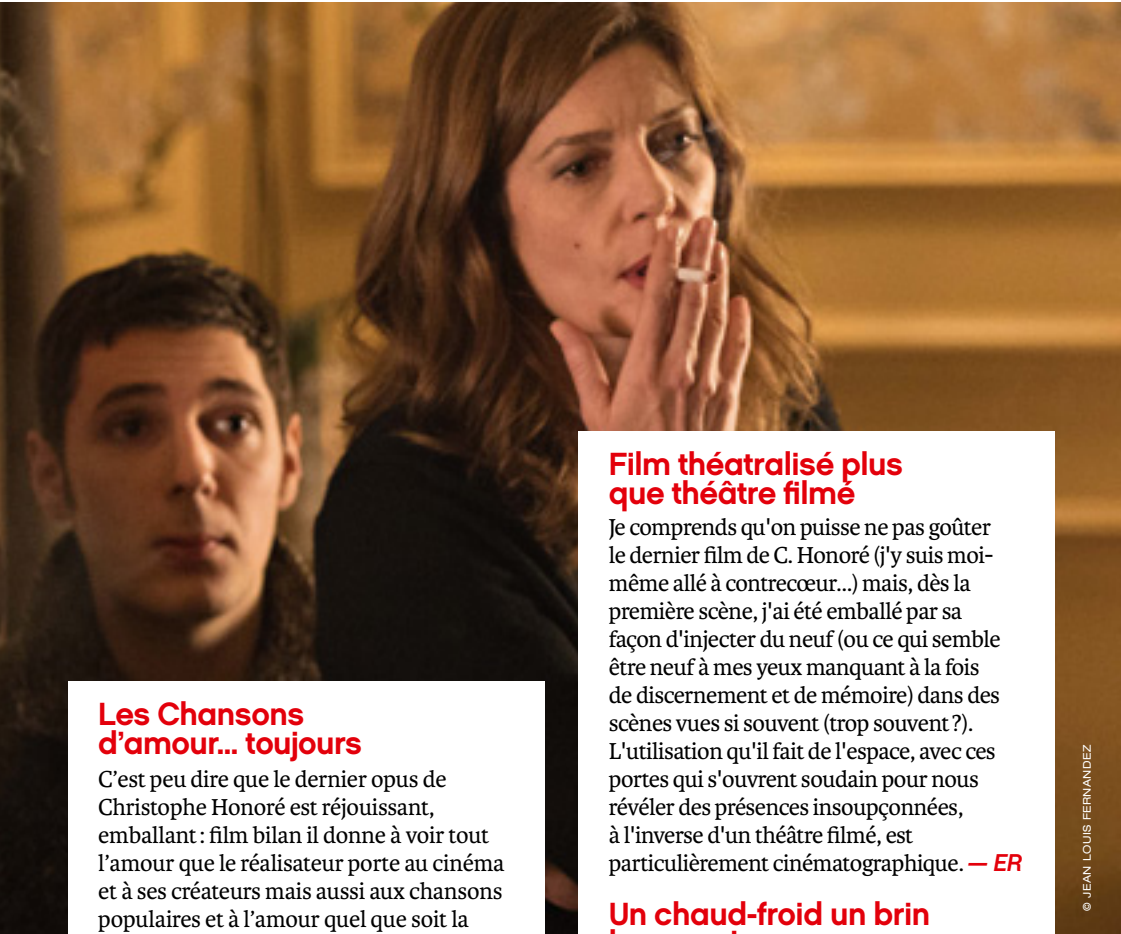 Les Chansons
d’amour... toujours
C’est peu dire que le dernier opus de
Christophe Honoré est réjouissant,
emballant : film bilan il donne à voir tout
l’amour que le réalisateur porte au cinéma
et à ses créateurs mais aussi aux chansons
populaires et à l’amour quel que soit la
Film théatralisé plus
que théâtre filmé
Je comprends qu'on puisse ne pas goûter
le dernier film de C. Honoré (j'y suis moi-
même allé à contrecœur...) mais, dès la
première scène, j'ai été emballé par sa
façon d'injecter du neuf (ou ce qui semble
être neuf à mes yeux manquant à la fois
de discernement et de mémoire) dans des
scènes vues si souvent (trop souvent ?).
L'utilisation qu'il fait de l'espace, avec ces
portes qui s'ouvrent soudain pour nous
révéler des présences insoupçonnées,
à l'inverse d'un théâtre filmé, est
particulièrement cinématographique. — ER
Un chaud-froid un brin
© JEAN LOUIS FERNANDEZ